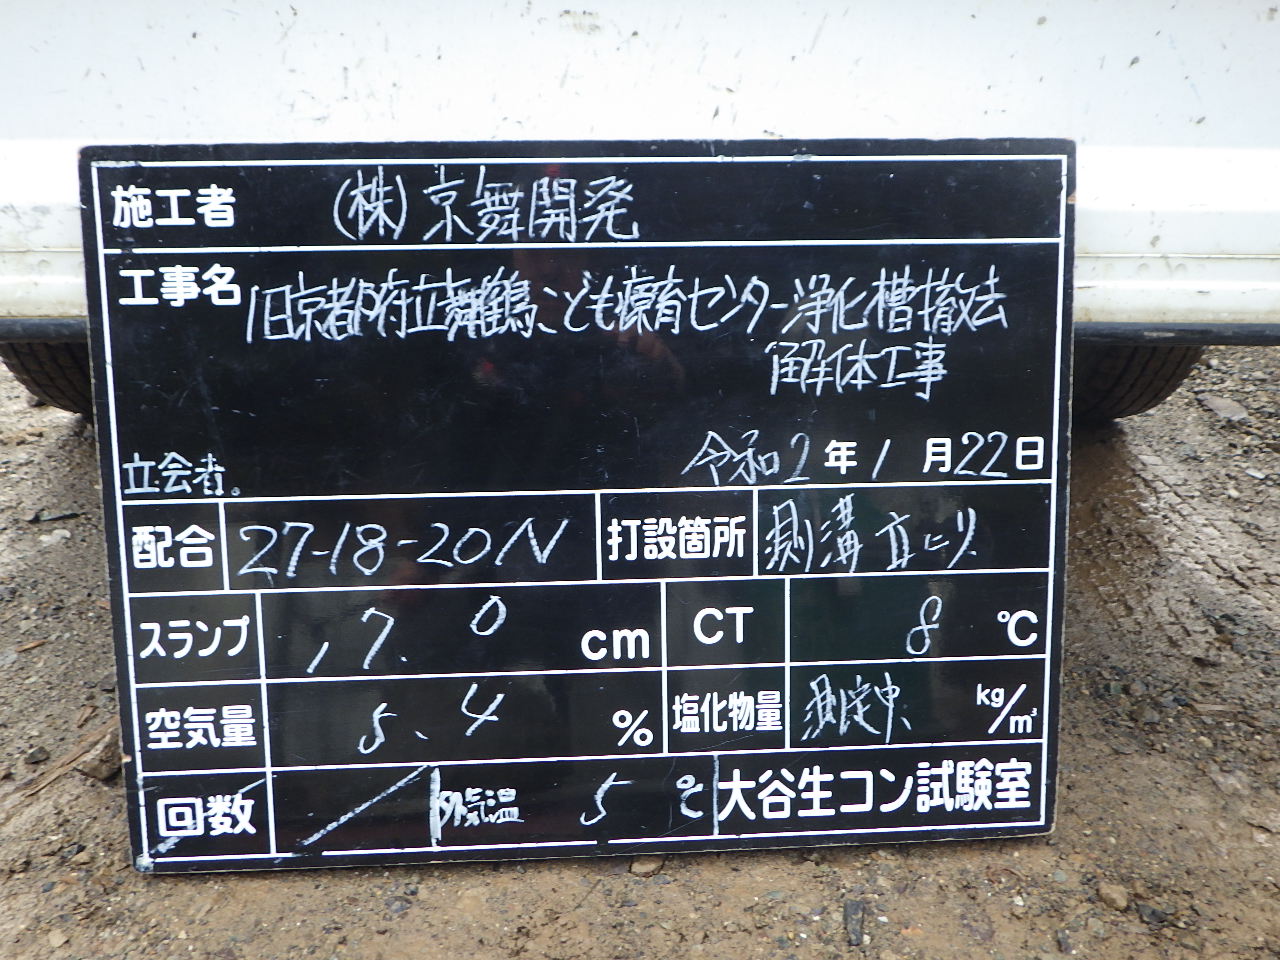 施工者 (株)京舞開発
工事名 旧京都府立舞鶴こども療育センター浄化槽撤去
解体工事
令和2年1月22日
立会者
配合 27-18-20N 打設箇所 側溝立上り
スランプ 17.0 cm CT 8 ℃
空気量 5.4 % 塩化物量 測定中 kg/m³
回数 外気温 5 ℃ 大谷生コン試験室